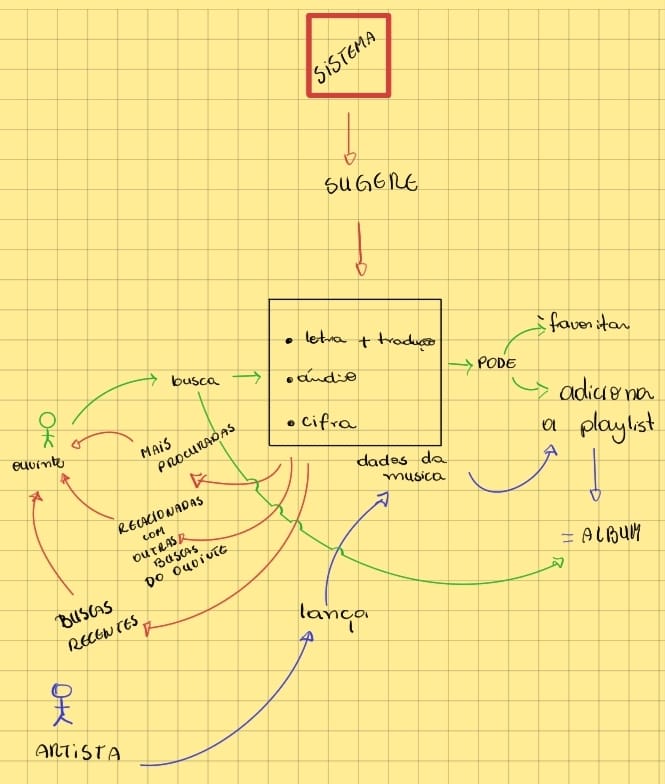 SISTEMA
SUGERE
• letra + tradução
• áudio
• cifra
dados da
musica
PODE
favoritar
adiciona
a playlist
= ALBUM
busca
ouvinte
MAIS
PROCURADAS
RELACIONADAS
COM
OUTRAS
BUSCAS
DO OUVINTE
BUSCAS
RECENTES
lança
ARTISTA